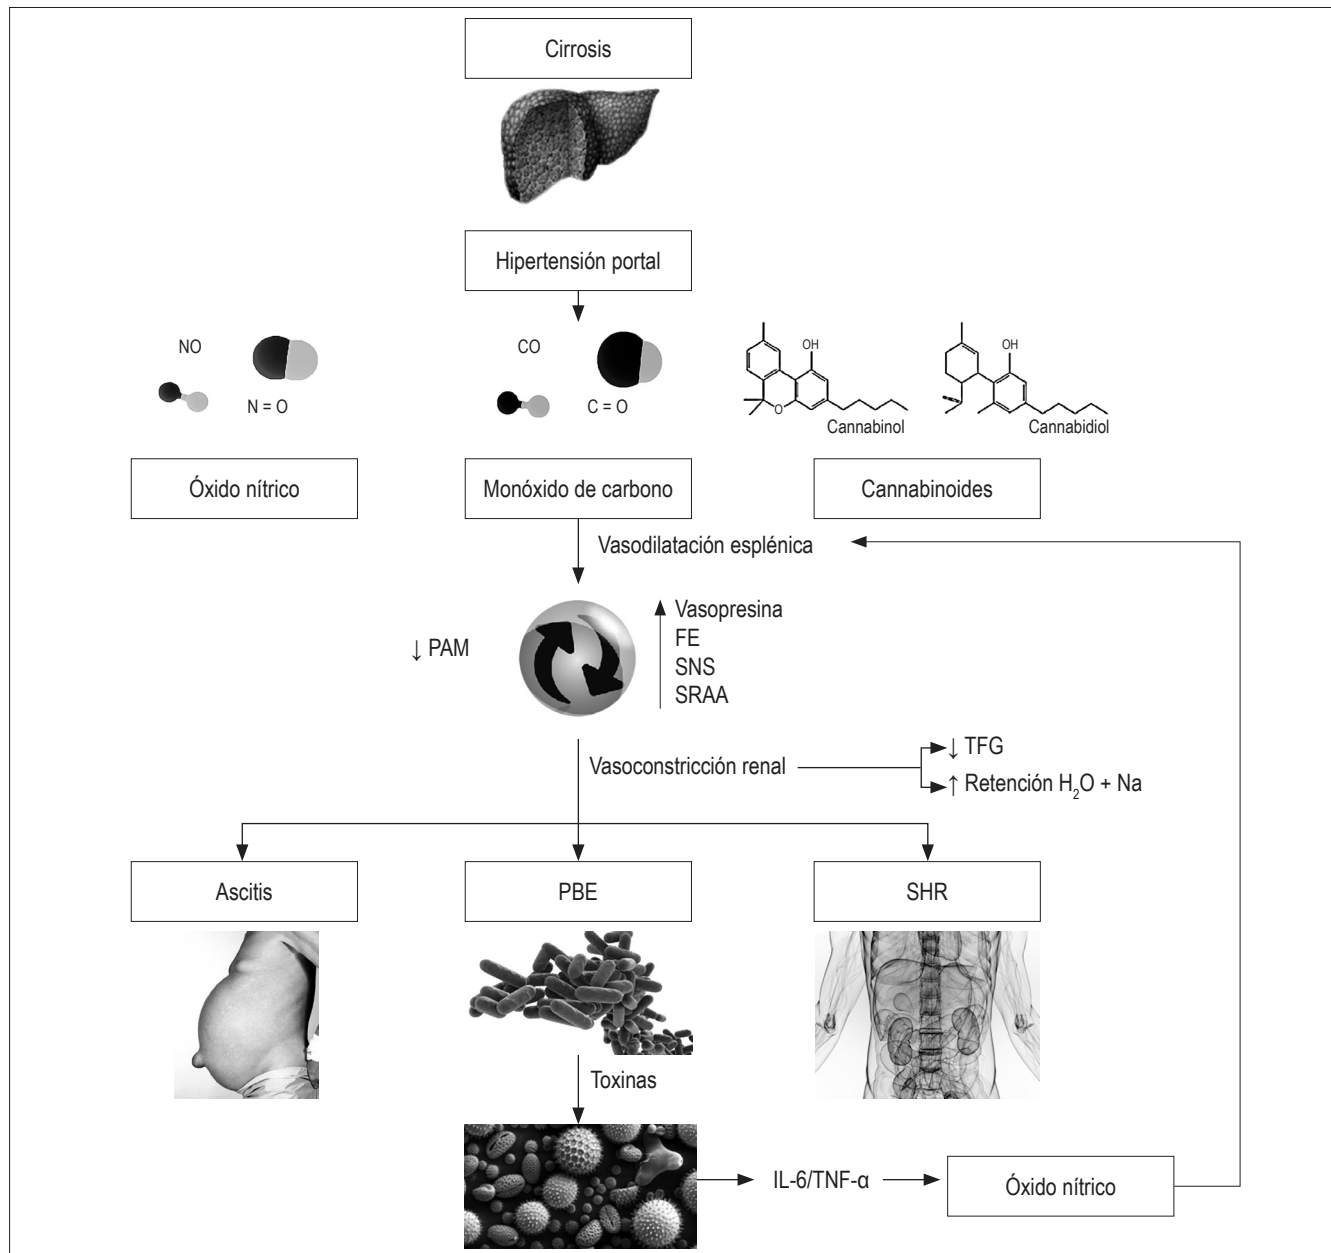 Cirrosis
Hipertensión portal
NO
N = O
CO
C = O
OH
O
Cannabinol
OH
Cannabidiol
Óxido nítrico
Monóxido de carbono
Cannabinoides
Vasodilatación esplénica
↓ PAM
Vasopresina
FE
SNS
SRAA
Vasoconstricción renal
↓ TFG
↑ Retención H₂O + Na
Ascitis
PBE
SHR
Toxinas
IL-6/TNF-α
Óxido nítrico